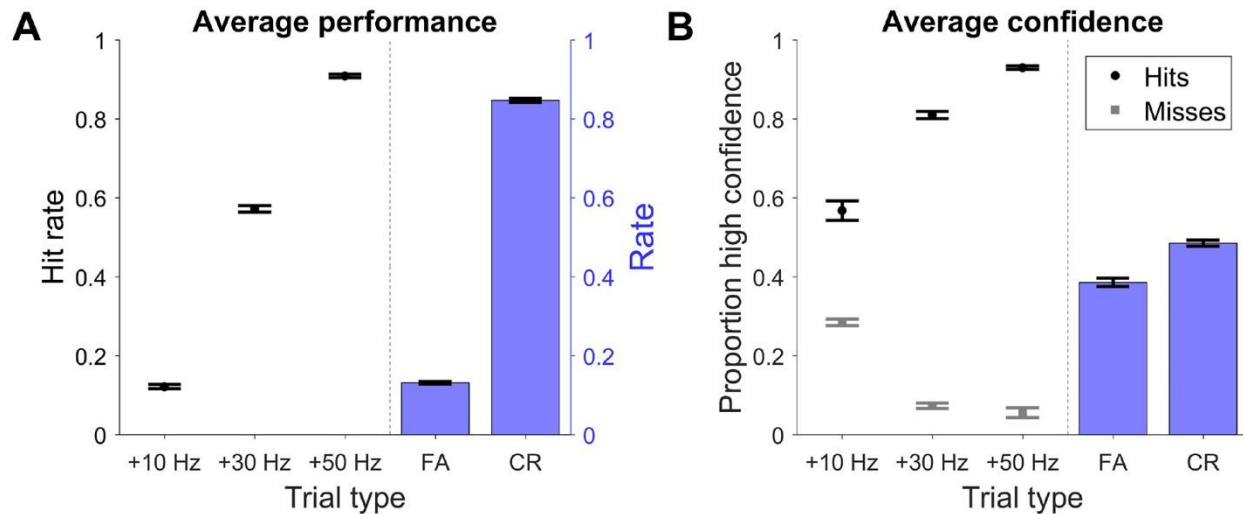 A
Average performance
1
0.8
0.6
0.4
0.2
0
Hit rate
1
0.8
0.6
0.4
0.2
0
Rate
+10 Hz +30 Hz +50 Hz FA CR
Trial type
B
Average confidence
1
0.8
0.6
0.4
0.2
0
Proportion high confidence
Hits
Misses
+10 Hz +30 Hz +50 Hz FA CR
Trial type